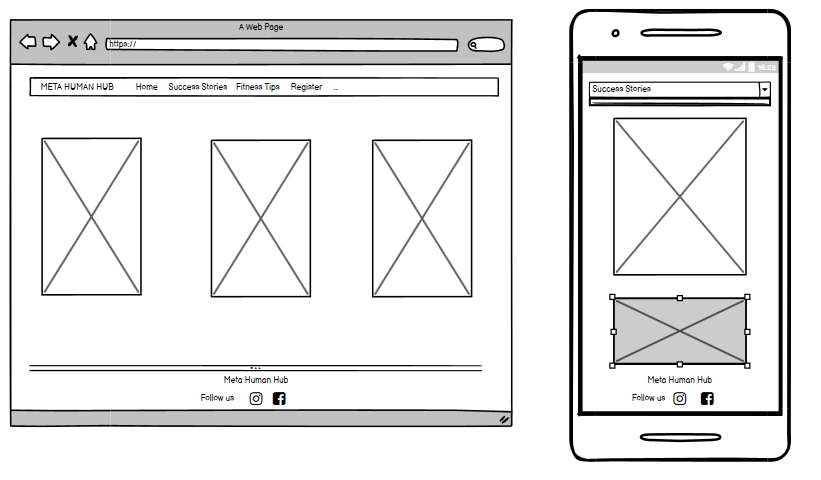 A Web Page
https://
META HUMAN HUB Home Success Stories Fitness Tips Register ...
Meta Human Hub
Follow us
16:25
Success Stories
Meta Human Hub
Follow us